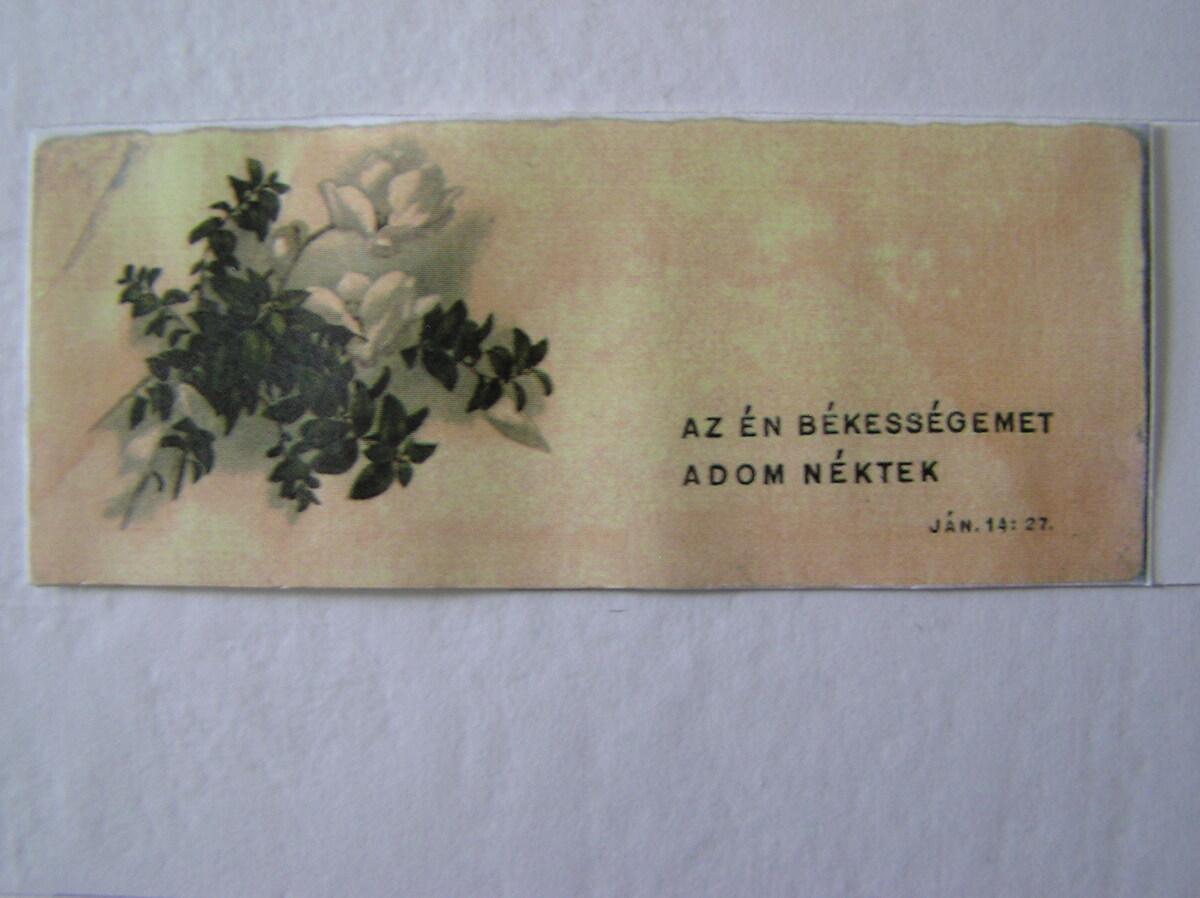 AZ ÉN BÉKESSÉGEMET
ADOM NÉKTEK
JÁN. 14: 27.